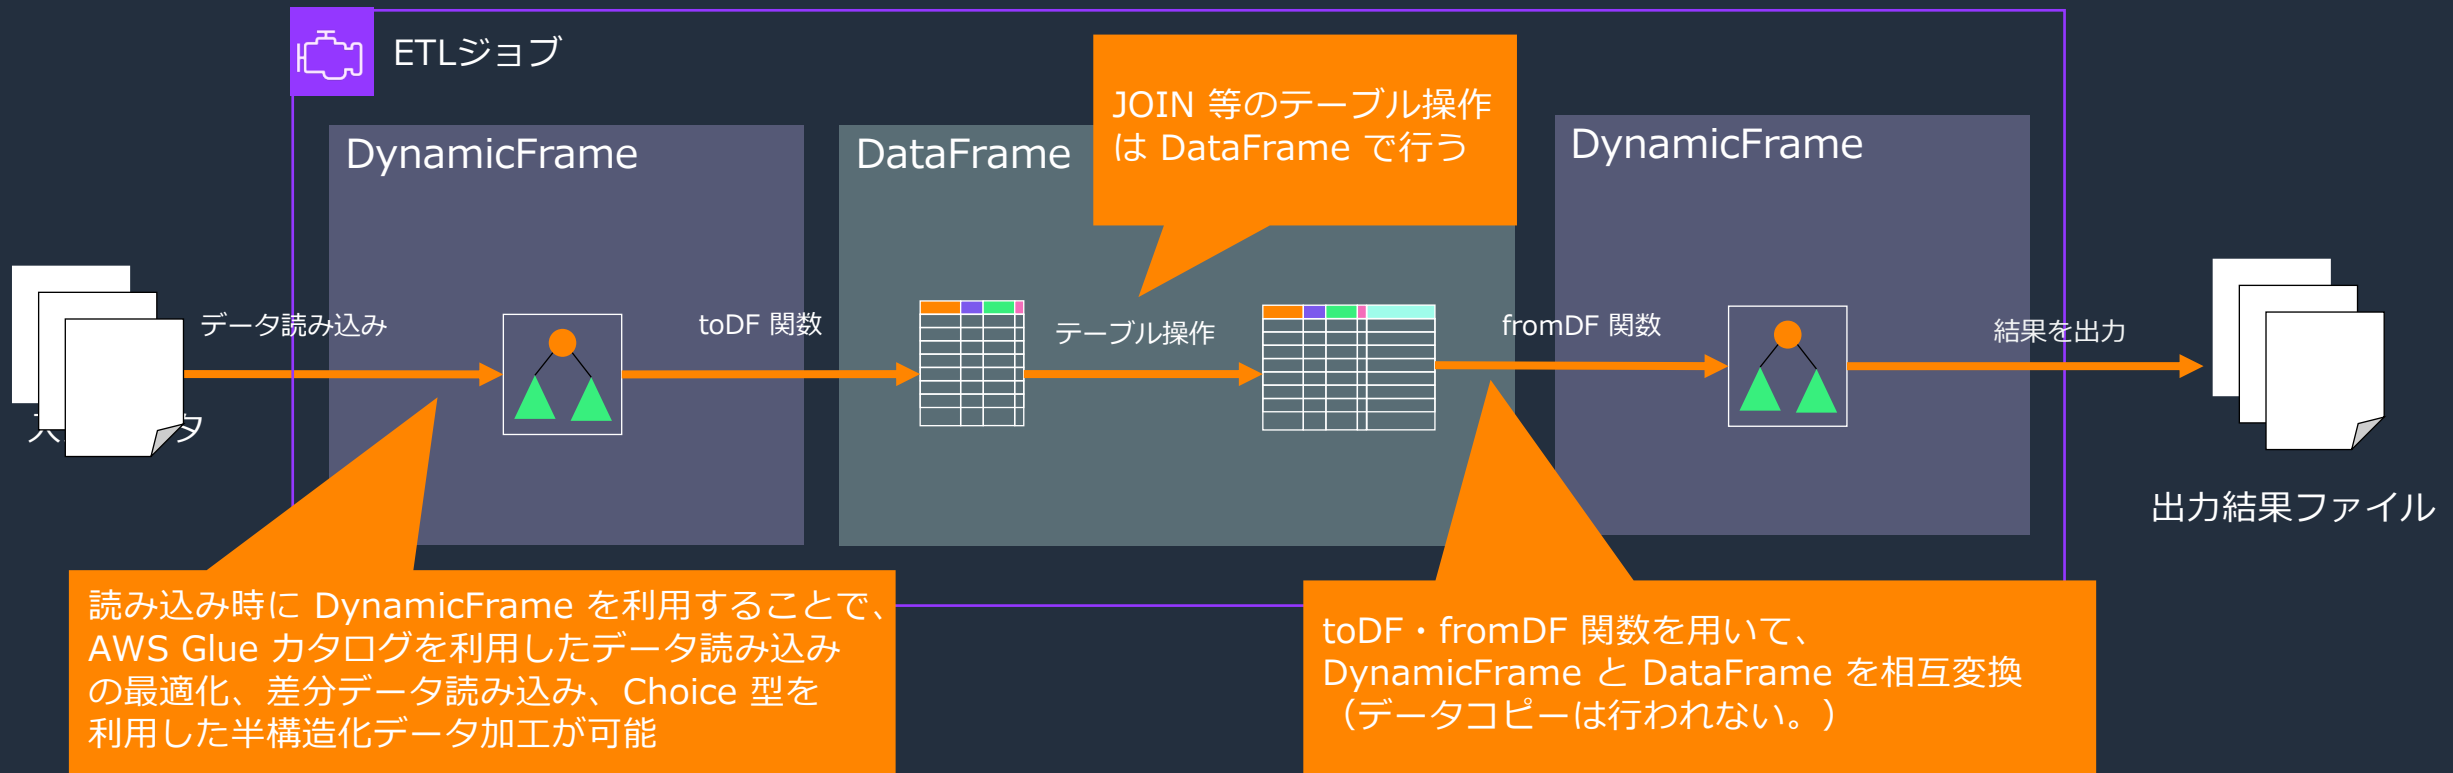 ETLジョブ
JOIN 等のテーブル操作
は DataFrame で行う
DynamicFrame
DataFrame
DynamicFrame
データ読み込み
toDF 関数
テーブル操作
fromDF 関数
結果を出力
出力結果ファイル
読み込み時に DynamicFrame を利用することで、
AWS Glue カタログを利用したデータ読み込み
の最適化、差分データ読み込み、Choice 型を
利用した半構造化データ加工が可能
toDF・fromDF 関数を用いて、
DynamicFrame と DataFrame を相互変換
（データコピーは行われない。）